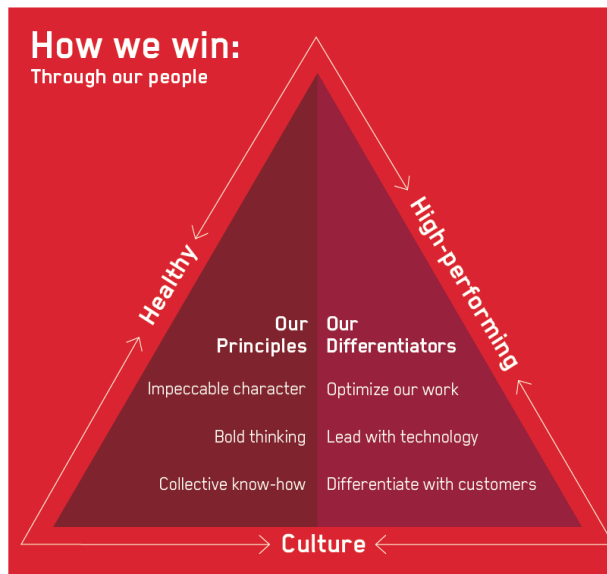 How we win:
Through our people
Healthy
High-performing
Our
Principles
Impeccable character
Bold thinking
Collective know-how
Our
Differentiators
Optimize our work
Lead with technology
Differentiate with customers
Culture